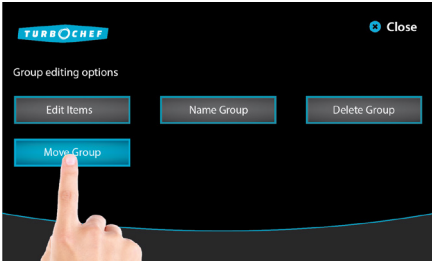 TURBOCHEF
Close
Group editing options
Edit Items
Name Group
Delete Group
Move Group